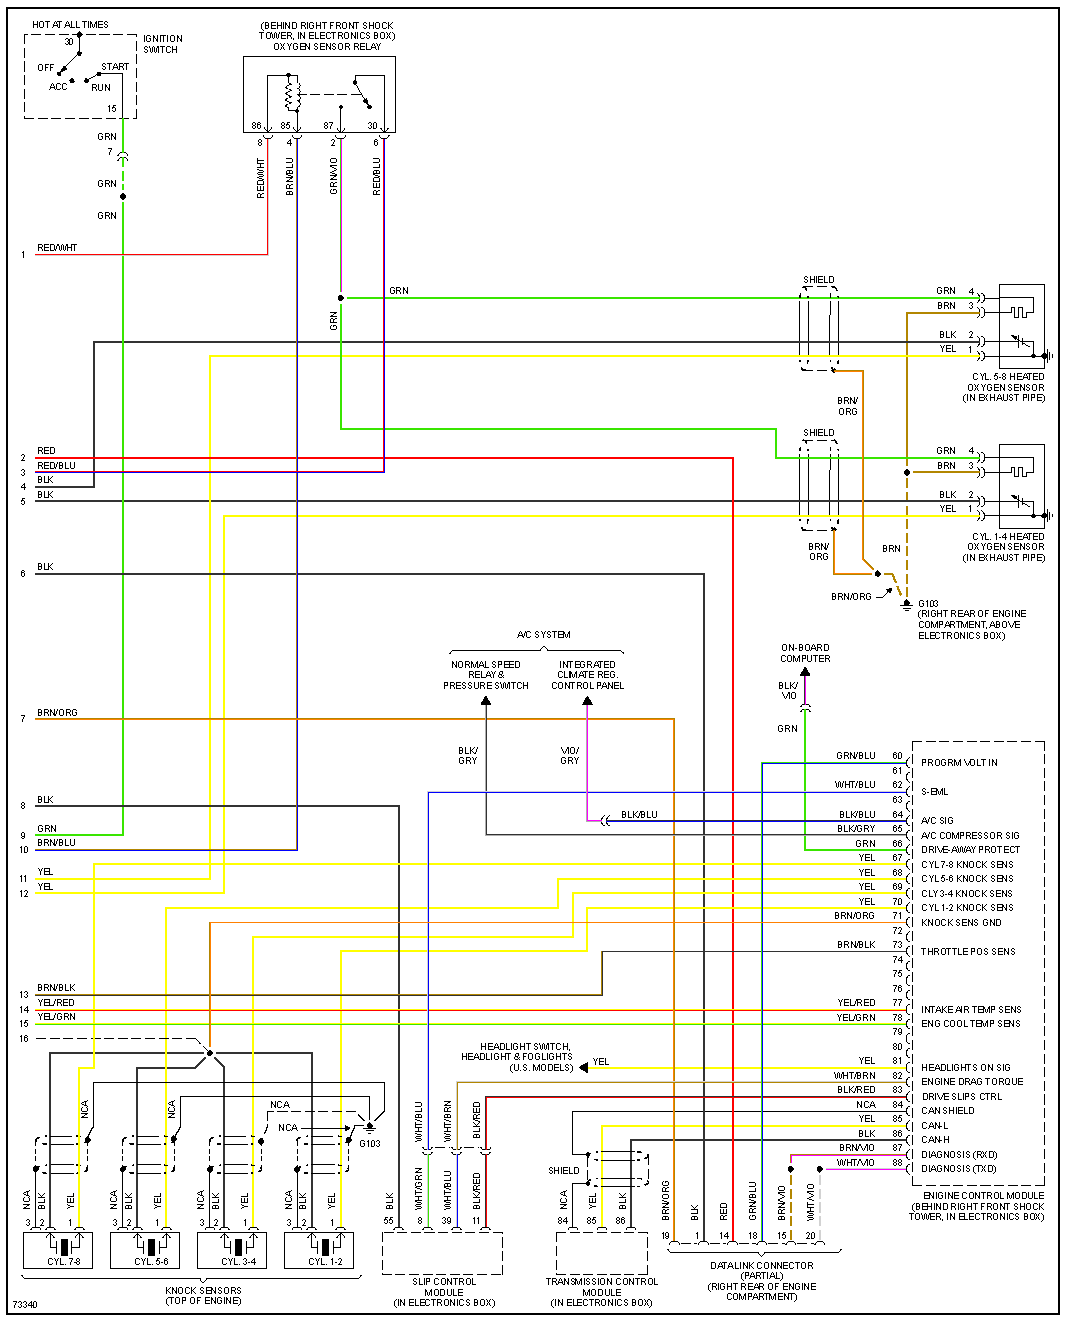 HOT AT ALL TIMES
30
IGNITION
SWITCH
OFF
START
ACC
RUN
15
GRN
7
GRN
GRN
(BEHIND RIGHT FRONT SHOCK
TOWER, IN ELECTRONICS BOX)
OXYGEN SENSOR RELAY
86 85 87 30
8 4 2 6
RED/WHT
BRN/BLU
GRN/VIO
RED/BLU
1 RED/WHT
GRN
GRN
SHIELD
GRN 4
BRN 3
BLK 2
YEL 1
CYL. 5-8 HEATED
OXYGEN SENSOR
(IN EXHAUST PIPE)
BRN/
ORG
SHIELD
2 RED
3 RED/BLU
4 BLK
5 BLK
GRN 4
BRN 3
BLK 2
YEL 1
CYL. 1-4 HEATED
OXYGEN SENSOR
(IN EXHAUST PIPE)
BRN/
ORG
BRN
6 BLK
BRN/ORG
G103
(RIGHT REAR OF ENGINE
COMPARTMENT, ABOVE
ELECTRONICS BOX)
A/C SYSTEM
NORMAL SPEED
RELAY &
PRESSURE SWITCH
INTEGRATED
CLIMATE REG.
CONTROL PANEL
ON-BOARD
COMPUTER
BLK/
VIO
GRN
7 BRN/ORG
BLK/
GRY
VIO/
GRY
8 BLK
9 GRN
10 BRN/BLU
11 YEL
12 YEL
BLK/BLU
GRN/BLU 60 PROGRM VOLT IN
61
WHT/BLU 62 S-EML
63
BLK/BLU 64 A/C SIG
BLK/GRY 65 A/C COMPRESSOR SIG
GRN 66 DRIVE-AWAY PROTECT
YEL 67 CYL 7-8 KNOCK SENS
YEL 68 CYL 5-6 KNOCK SENS
YEL 69 CLY 3-4 KNOCK SENS
YEL 70 CYL 1-2 KNOCK SENS
BRN/ORG 71 KNOCK SENS GND
72
BRN/BLK 73 THROTTLE POS SENS
74
75
76
YEL/RED 77 INTAKE AIR TEMP SENS
YEL/GRN 78 ENG COOL TEMP SENS
79
80
YEL 81 HEADLIGHTS ON SIG
WHT/BRN 82 ENGINE DRAG TORQUE
BLK/RED 83 DRIVE SLIPS CTRL
NCA 84 CAN SHIELD
YEL 85 CAN-L
BLK 86 CAN-H
BRN/VIO 87 DIAGNOSIS (RXD)
WHT/VIO 88 DIAGNOSIS (TXD)
ENGINE CONTROL MODULE
(BEHIND RIGHT FRONT SHOCK
TOWER, IN ELECTRONICS BOX)
13 BRN/BLK
14 YEL/RED
15 YEL/GRN
16
HEADLIGHT SWITCH,
HEADLIGHT & FOGLIGHTS
(U.S. MODELS)
YEL
NCA
NCA
NCA
NCA
G103
WHT/BLU
WHT/BRN
BLK/RED
SHIELD
NCA BLK YEL
NCA BLK YEL
NCA BLK YEL
NCA BLK YEL
BLK
WHT/GRN
WHT/BLU
BLK/RED
NCA
YEL
BLK
BRN/ORG
BLK
RED
GRN/BLU
BRN/VIO
WHT/VIO
3 2 1
3 2 1
3 2 1
3 2 1
55 8 39 11
84 85 86
19 1 14 18 15 20
CYL. 7-8
CYL. 5-6
CYL. 3-4
CYL. 1-2
KNOCK SENSORS
(TOP OF ENGINE)
SLIP CONTROL
MODULE
(IN ELECTRONICS BOX)
TRANSMISSION CONTROL
MODULE
(IN ELECTRONICS BOX)
DATALINK CONNECTOR
(PARTIAL)
(RIGHT REAR OF ENGINE
COMPARTMENT)
73340